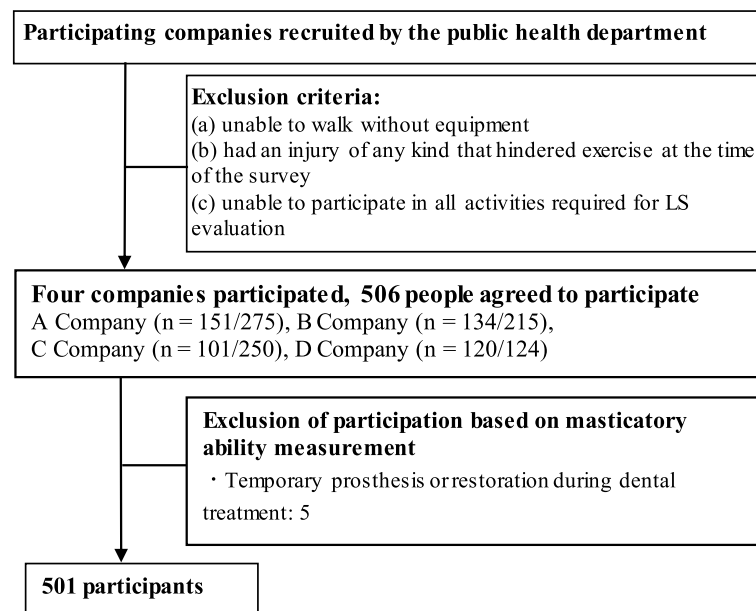 Participating companies recruited by the public health department
Exclusion criteria:
(a) unable to walk without equipment
(b) had an injury of any kind that hindered exercise at the time
of the survey
(c) unable to participate in all activities required for LS
evaluation
Four companies participated, 506 people agreed to participate
A Company (n = 151/275), B Company (n = 134/215),
C Company (n = 101/250), D Company (n = 120/124)
Exclusion of participation based on masticatory
ability measurement
・Temporary prosthesis or restoration during dental
treatment: 5
501 participants